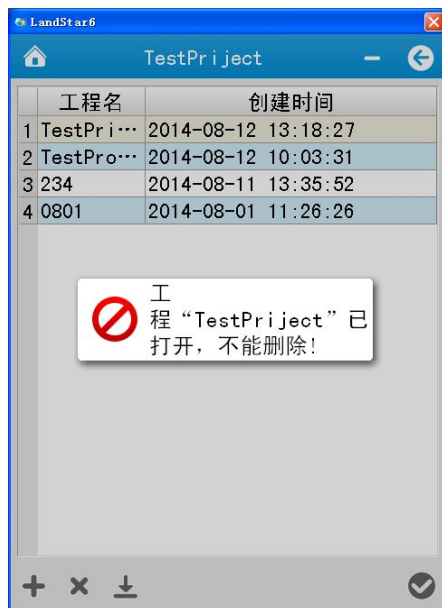 LandStar6
TestPriject
工程名 创建时间
1 TestPri… 2014-08-12 13:18:27
2 TestPro… 2014-08-12 10:03:31
3 234 2014-08-11 13:35:52
4 0801 2014-08-01 11:26:26
工
程“TestPriject”已
打开，不能删除!